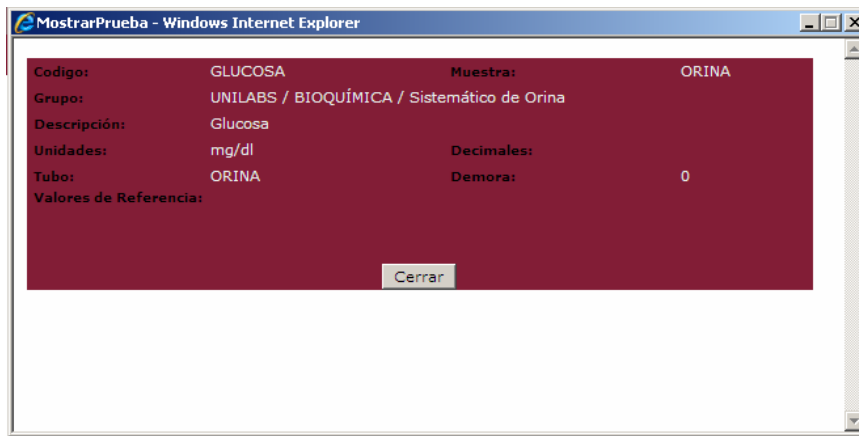 MostrarPrueba - Windows Internet Explorer
Codigo: GLUCOSA Muestra: ORINA
Grupo: UNILABS / BIOQUÍMICA / Sistemático de Orina
Descripción: Glucosa
Unidades: mg/dl Decimales:
Tubo: ORINA Demora: 0
Valores de Referencia:
Cerrar